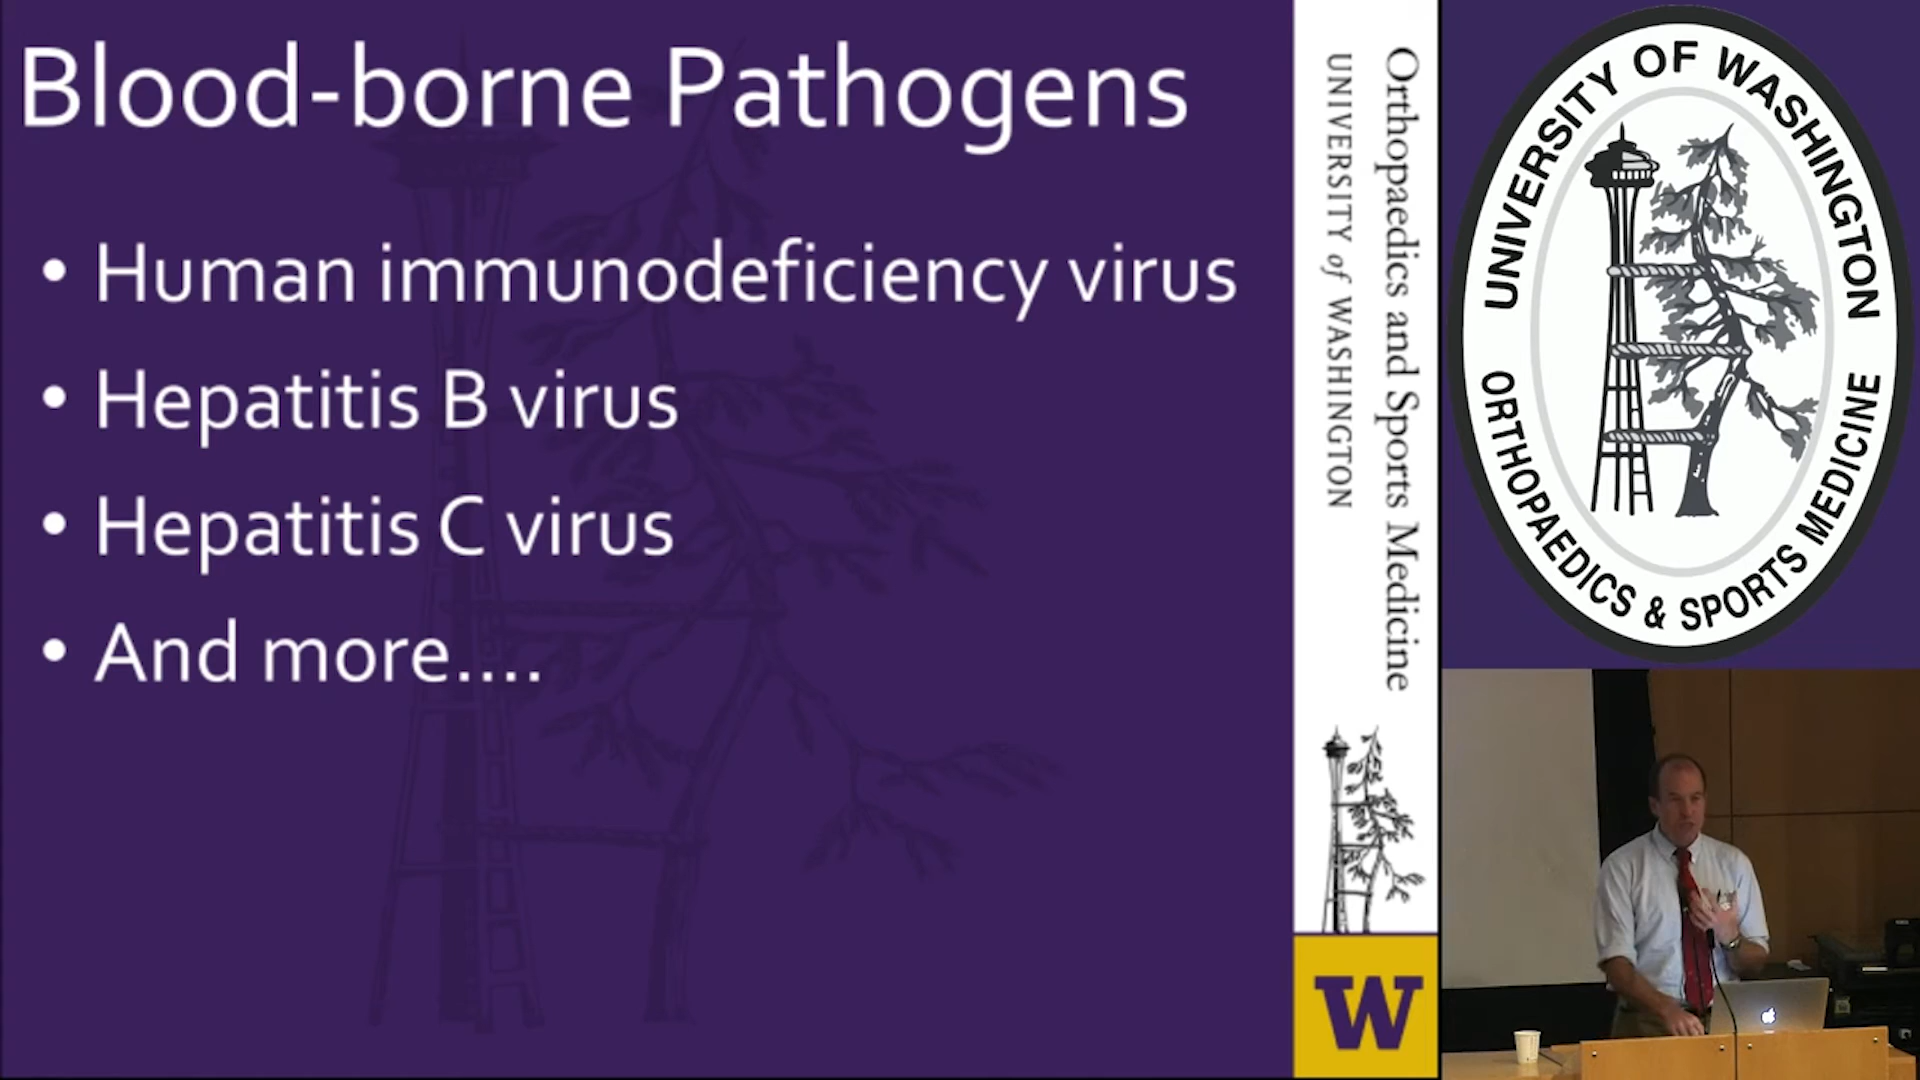 Blood-borne Pathogens
• Human immunodeficiency virus
• Hepatitis B virus
• Hepatitis C virus
• And more....
Orthopaedics and Sports Medicine
UNIVERSITY of WASHINGTON
W
UNIVERSITY OF WASHINGTON
ORTHOPAEDICS & SPORTS MEDICINE